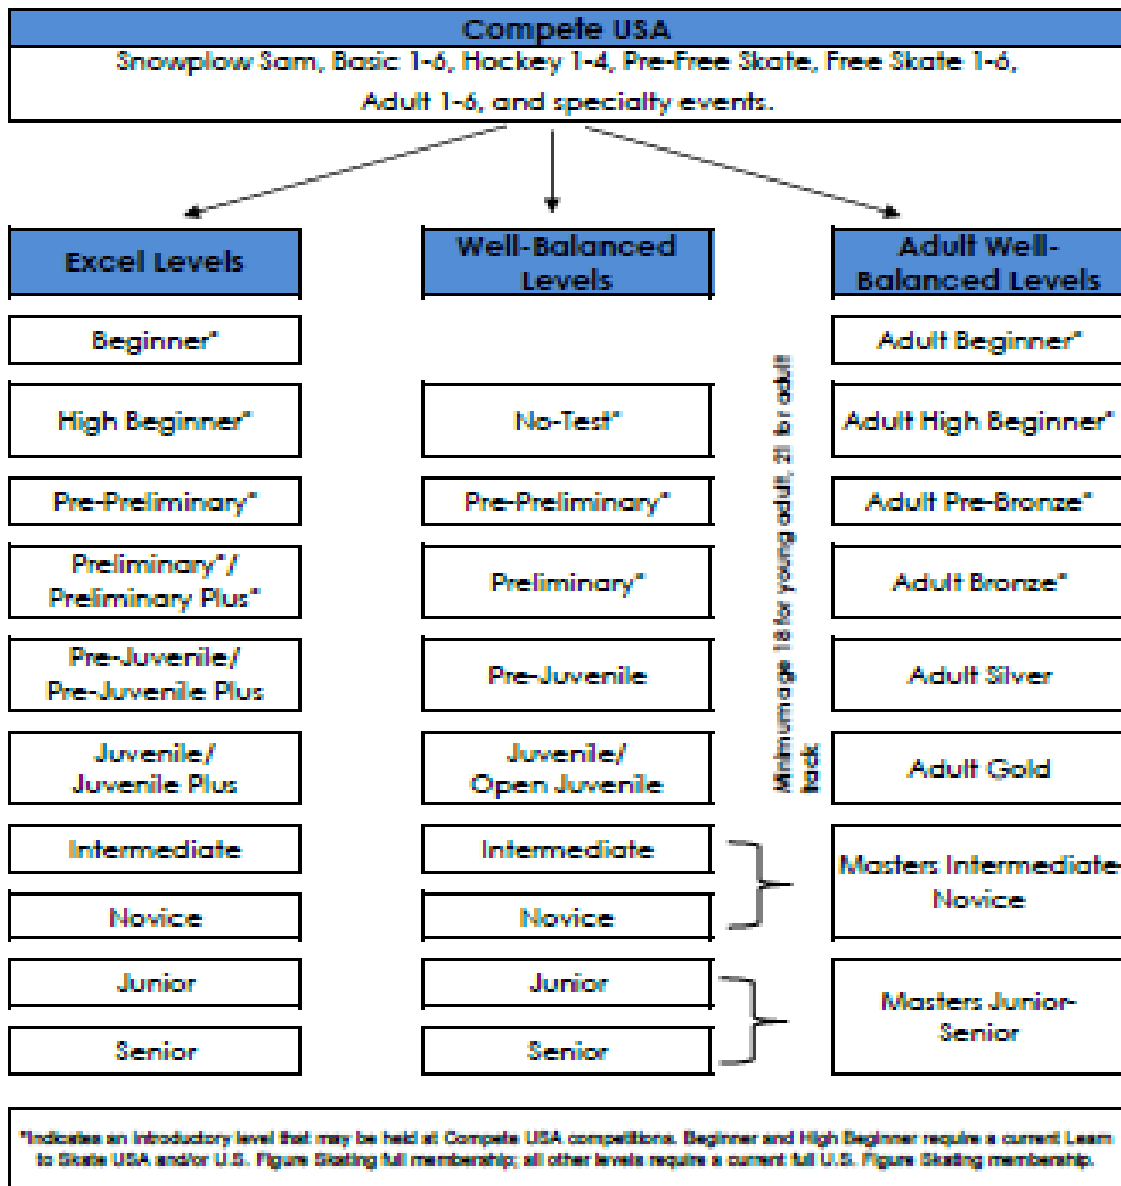 Compete USA
Snowplow Sam, Basic 1-6, Hockey 1-4, Pre-Free Skate, Free Skate 1-6,
Adult 1-6, and specialty events.
Excel Levels
Beginner*
High Beginner*
Pre-Preliminary*
Preliminary*/
Preliminary Plus*
Pre-Juvenile/
Pre-Juvenile Plus
Juvenile/
Juvenile Plus
Intermediate
Novice
Junior
Senior
Well-Balanced
Levels
No-Test*
Pre-Preliminary*
Preliminary*
Pre-Juvenile
Juvenile/
Open Juvenile
Intermediate
Novice
Junior
Senior
Minimum age 18 for young adult, 21 for adult
track
Adult Well-
Balanced Levels
Adult Beginner*
Adult High Beginner*
Adult Pre-Bronze*
Adult Bronze*
Adult Silver
Adult Gold
Masters Intermediate-
Novice
Masters Junior-
Senior
*Indicates an introductory level that may be held at Compete USA competitions. Beginner and High Beginner require a current Learn
to Skate USA and/or U.S. Figure Skating full membership; all other levels require a current full U.S. Figure Skating membership.